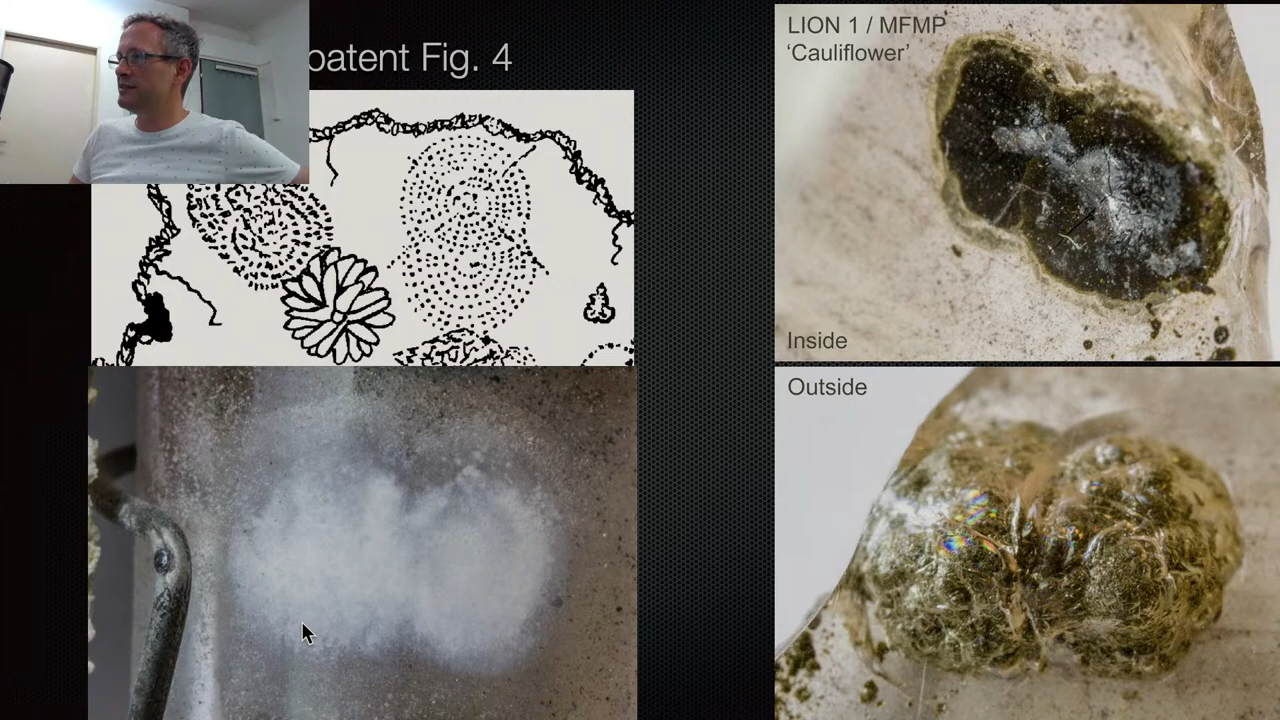 patent Fig. 4
LION 1 / MFMP
‘Cauliflower’
Inside
Outside